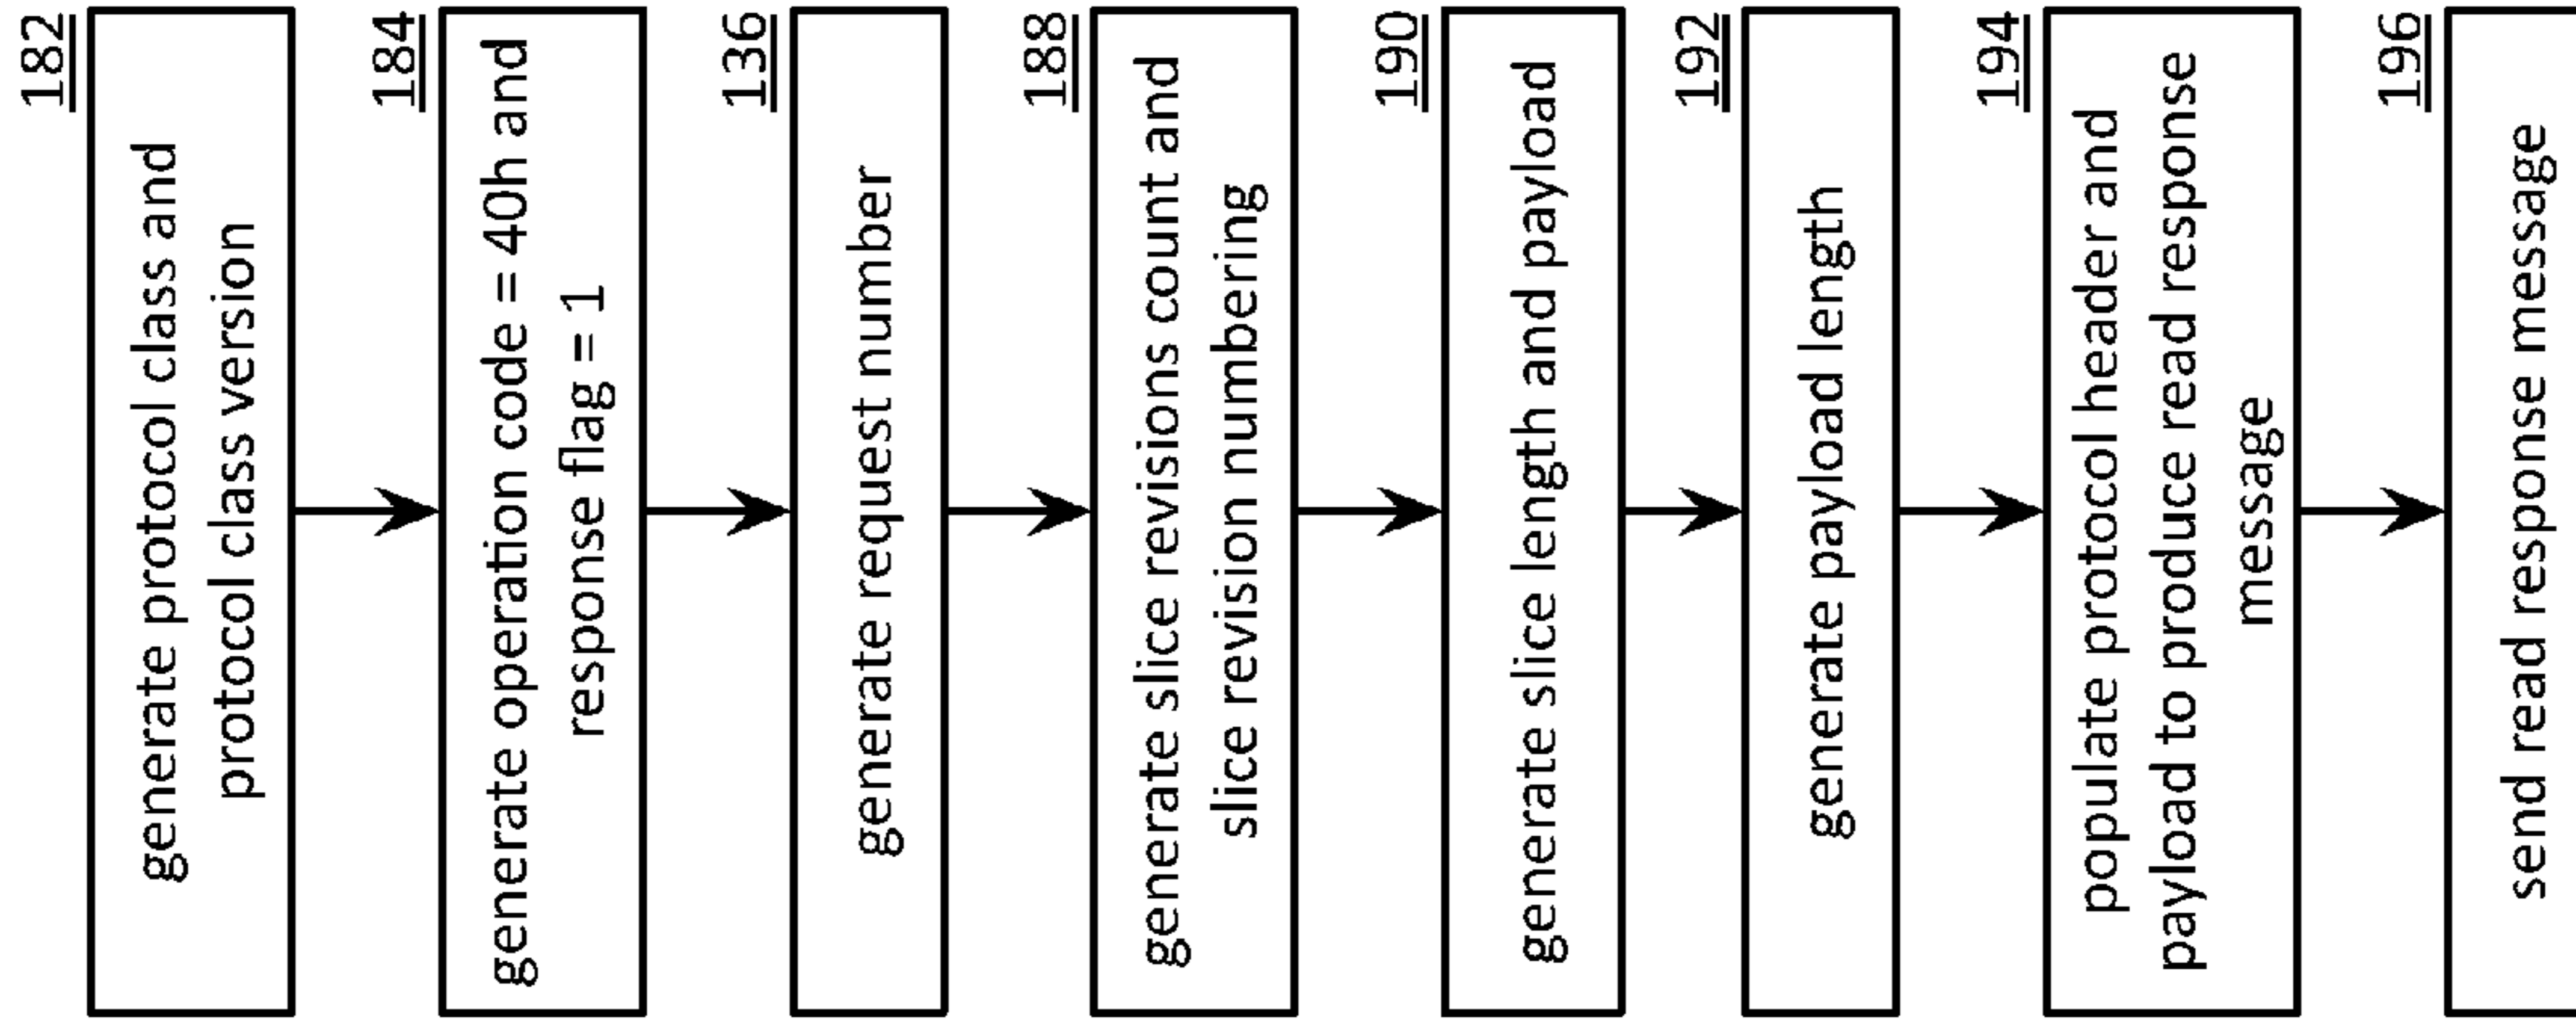 182
generate protocol class and
protocol class version
184
generate operation code = 40h and
response flag = 1
136
generate request number
188
generate slice revisions count and
slice revision numbering
190
generate slice length and payload
192
generate payload length
194
populate protocol header and
payload to produce read response
message
196
send read response message